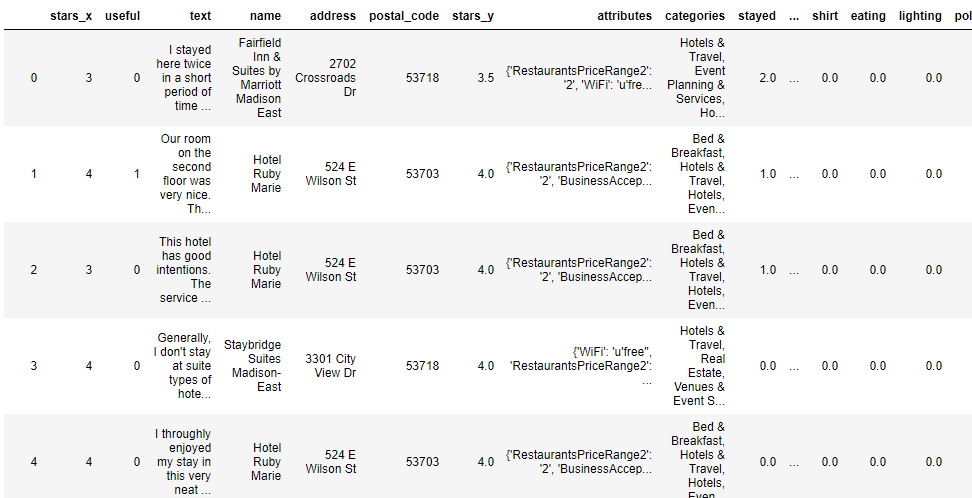 stars_x useful text name address postal_code stars_y attributes categories stayed ... shirt eating lighting pol
0
3
0
I stayed
here twice
in a short
period of
time ...
Fairfield
Inn &
Suites by
Marriott
Madison
East
2702
Crossroads
Dr
53718
3.5
{'RestaurantsPriceRange2':
'2', 'WiFi': 'u'fre...
Hotels &
Travel,
Event
Planning &
Services,
Ho...
2.0
...
0.0
0.0
0.0
1
4
1
Our room
on the
second
floor was
very nice.
Th...
Hotel
Ruby
Marie
524 E
Wilson St
53703
4.0
{'RestaurantsPriceRange2':
'2', 'BusinessAccep...
Bed &
Breakfast,
Hotels &
Travel,
Hotels,
Even...
1.0
...
0.0
0.0
0.0
2
3
0
This hotel
has good
intentions.
The
service ...
Hotel
Ruby
Marie
524 E
Wilson St
53703
4.0
{'RestaurantsPriceRange2':
'2', 'BusinessAccep...
Bed &
Breakfast,
Hotels &
Travel,
Hotels,
Even...
1.0
...
0.0
0.0
0.0
3
4
0
Generally,
I don't stay
at suite
types of
hote...
Staybridge
Suites
Madison-
East
3301 City
View Dr
53718
4.0
{'WiFi': 'u'free'',
'RestaurantsPriceRange2':
...
Hotels &
Travel,
Real
Estate,
Venues &
Event S...
0.0
...
0.0
0.0
0.0
4
4
0
I throughly
enjoyed
my stay in
this very
neat ...
Hotel
Ruby
Marie
524 E
Wilson St
53703
4.0
{'RestaurantsPriceRange2':
'2', 'BusinessAccep...
Bed &
Breakfast,
Hotels &
Travel,
Hotels,
Even...
0.0
...
0.0
0.0
0.0